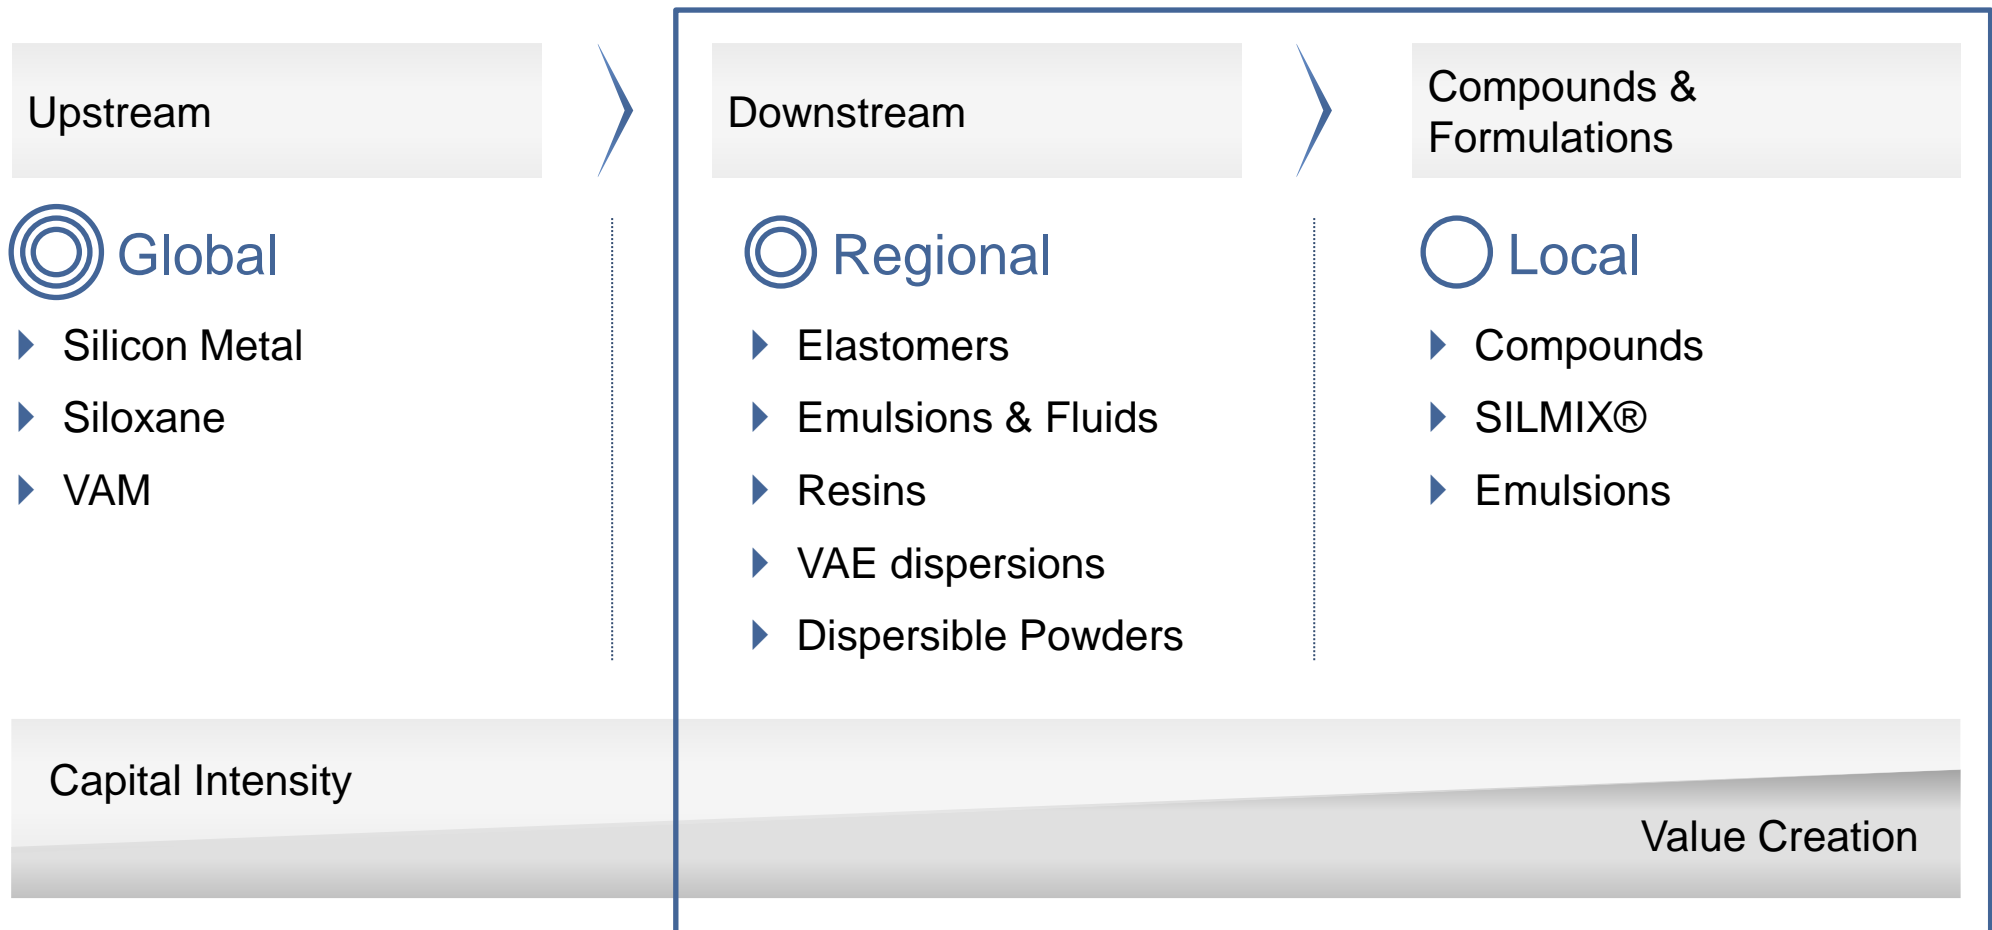 Upstream
Global
Silicon Metal
Siloxane
VAM
Downstream
Regional
Elastomers
Emulsions & Fluids
Resins
VAE dispersions
Dispersible Powders
Compounds &
Formulations
Local
Compounds
SILMIX®
Emulsions
Capital Intensity
Value Creation